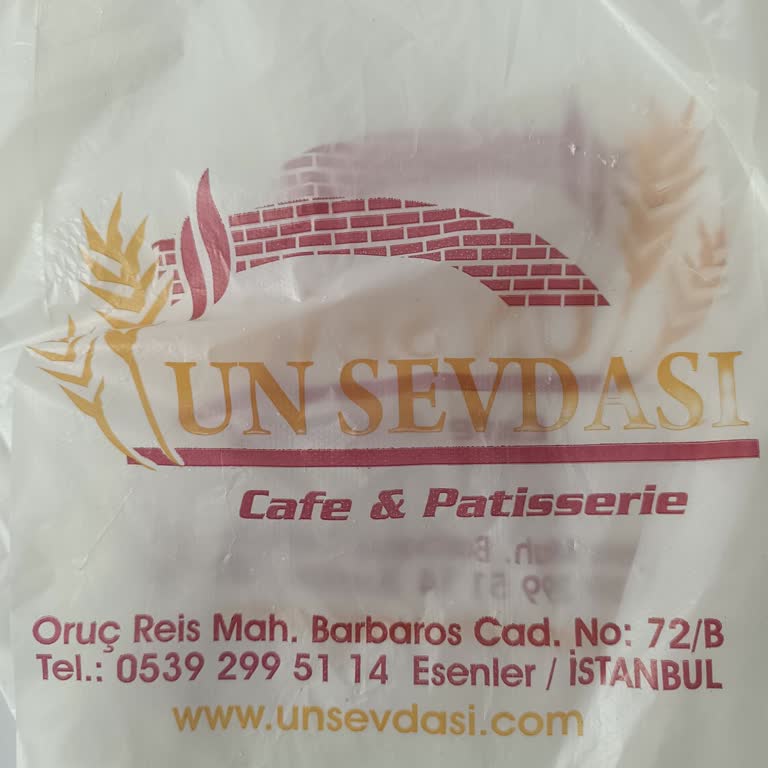 UN SEVDASI
Cafe & Patisserie
Oruç Reis Mah. Barbaros Cad. No: 72/B
Tel.: 0539 299 51 14 Esenler / İSTANBUL
www.unsevdasi.com